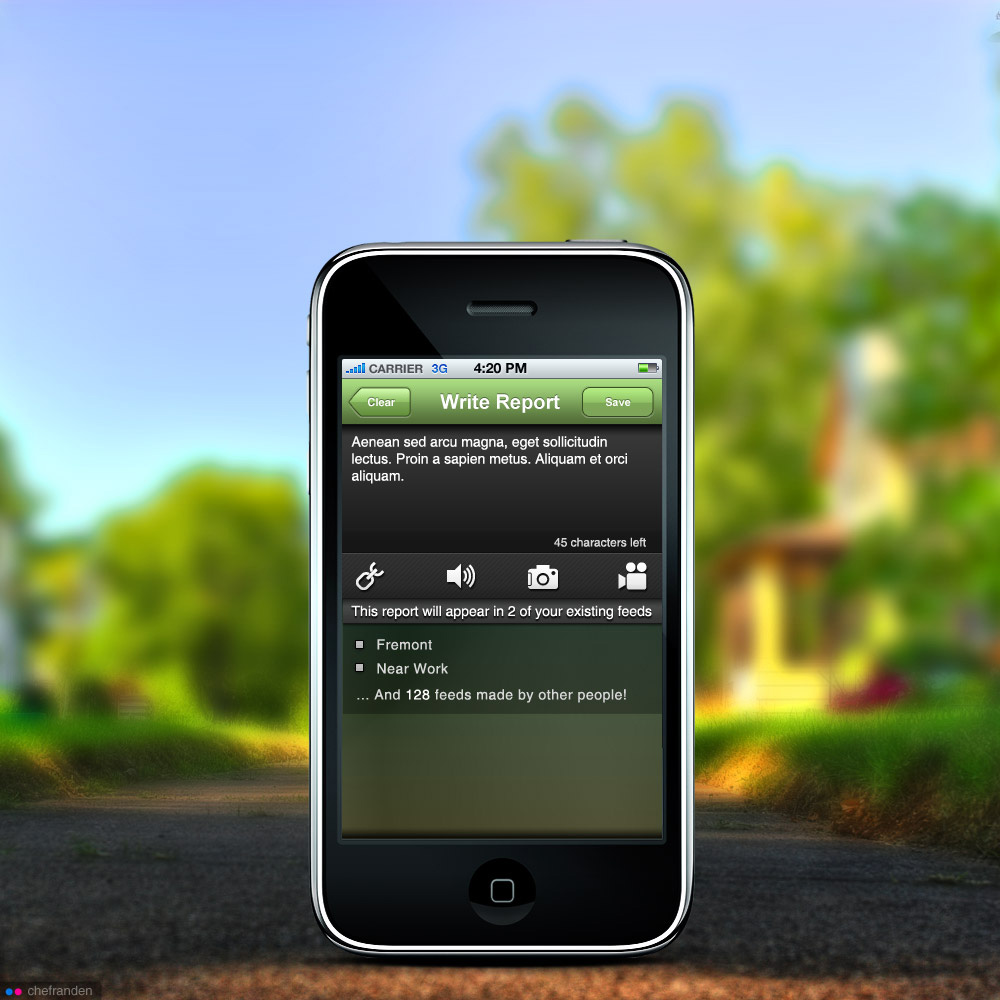 CARRIER 3G 4:20 PM
Clear Write Report Save
Aenean sed arcu magna, eget sollicitudin
lectus. Proin a sapien metus. Aliquam et orci
aliquam.
45 characters left
This report will appear in 2 of your existing feeds
Fremont
Near Work
... And 128 feeds made by other people!
chefranden